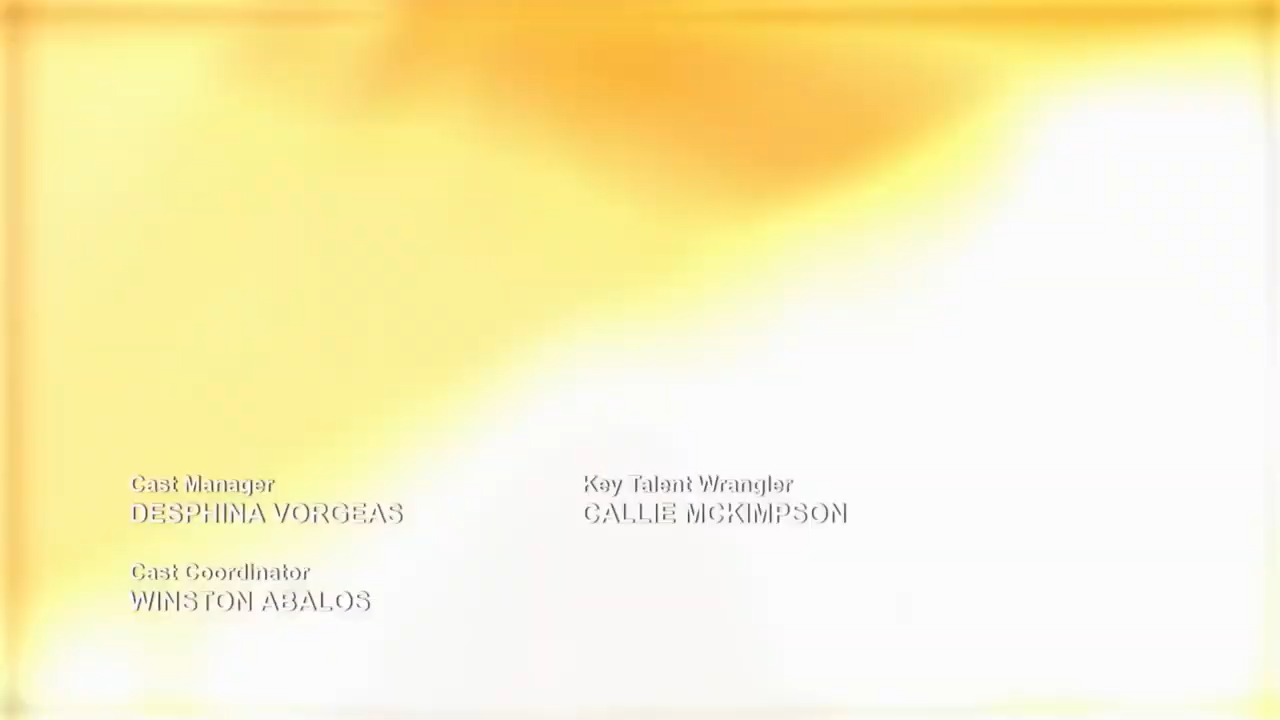 Cast Manager
DESPHINA VORGEAS
Cast Coordinator
WINSTON ABALOS
Key Talent Wrangler
CALLIE MCKIMPSON